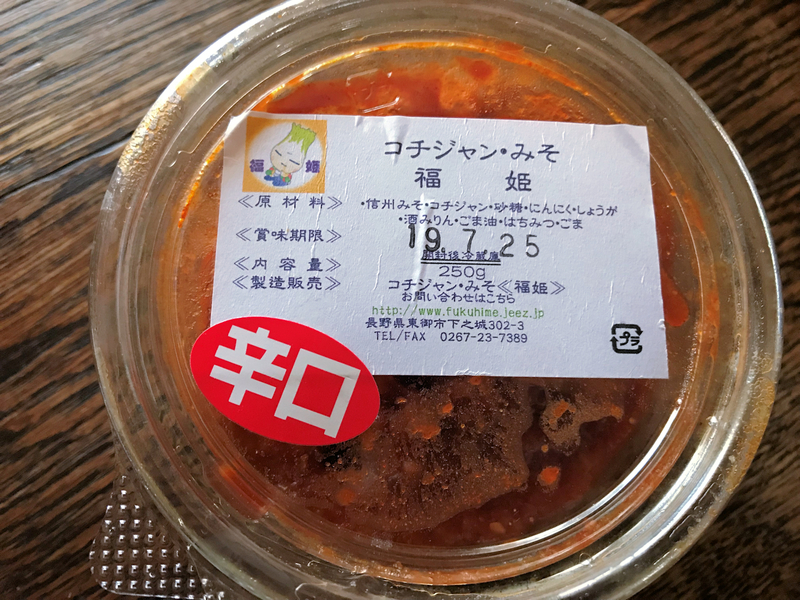 コチジャン・みそ
福姫
福 姫
≪原材料≫ ・信州みそ・コチジャン・砂糖・にんにく・しょうが
・酒みりん・ごま油・はちみつ・ごま
≪賞味期限≫ 19.7.25
開封後冷蔵庫
≪内容量≫ 250g
≪製造販売≫ コチジャン・みそ≪福姫≫
お問い合わせはこちら
http://www.fukuhime.jeez.jp
長野県東御市下之城302-3
TEL/FAX 0267-23-7389
プラ
辛口